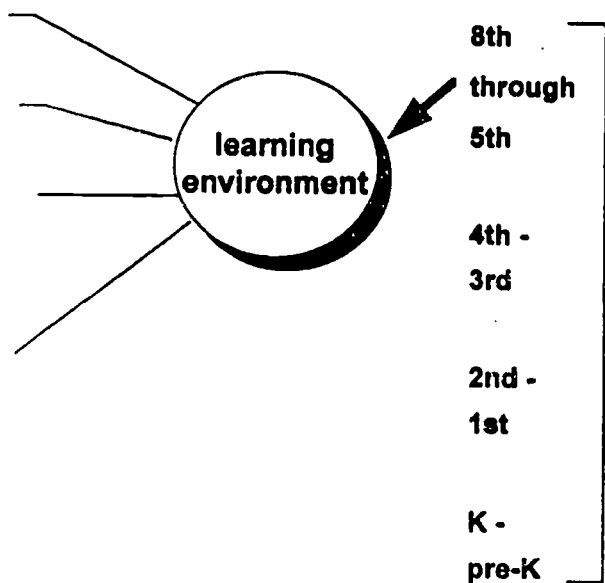 learning
environment
8th
through
5th
4th -
3rd
2nd -
1st
K -
pre-K